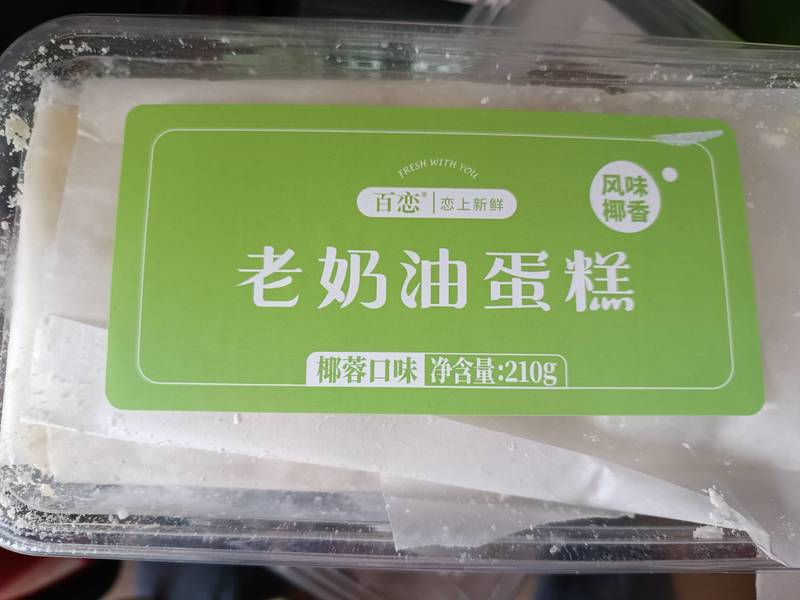 FRESH WITH YOU
百恋® 恋上新鲜
风味
椰香
老奶油蛋糕
椰蓉口味 净含量:210g